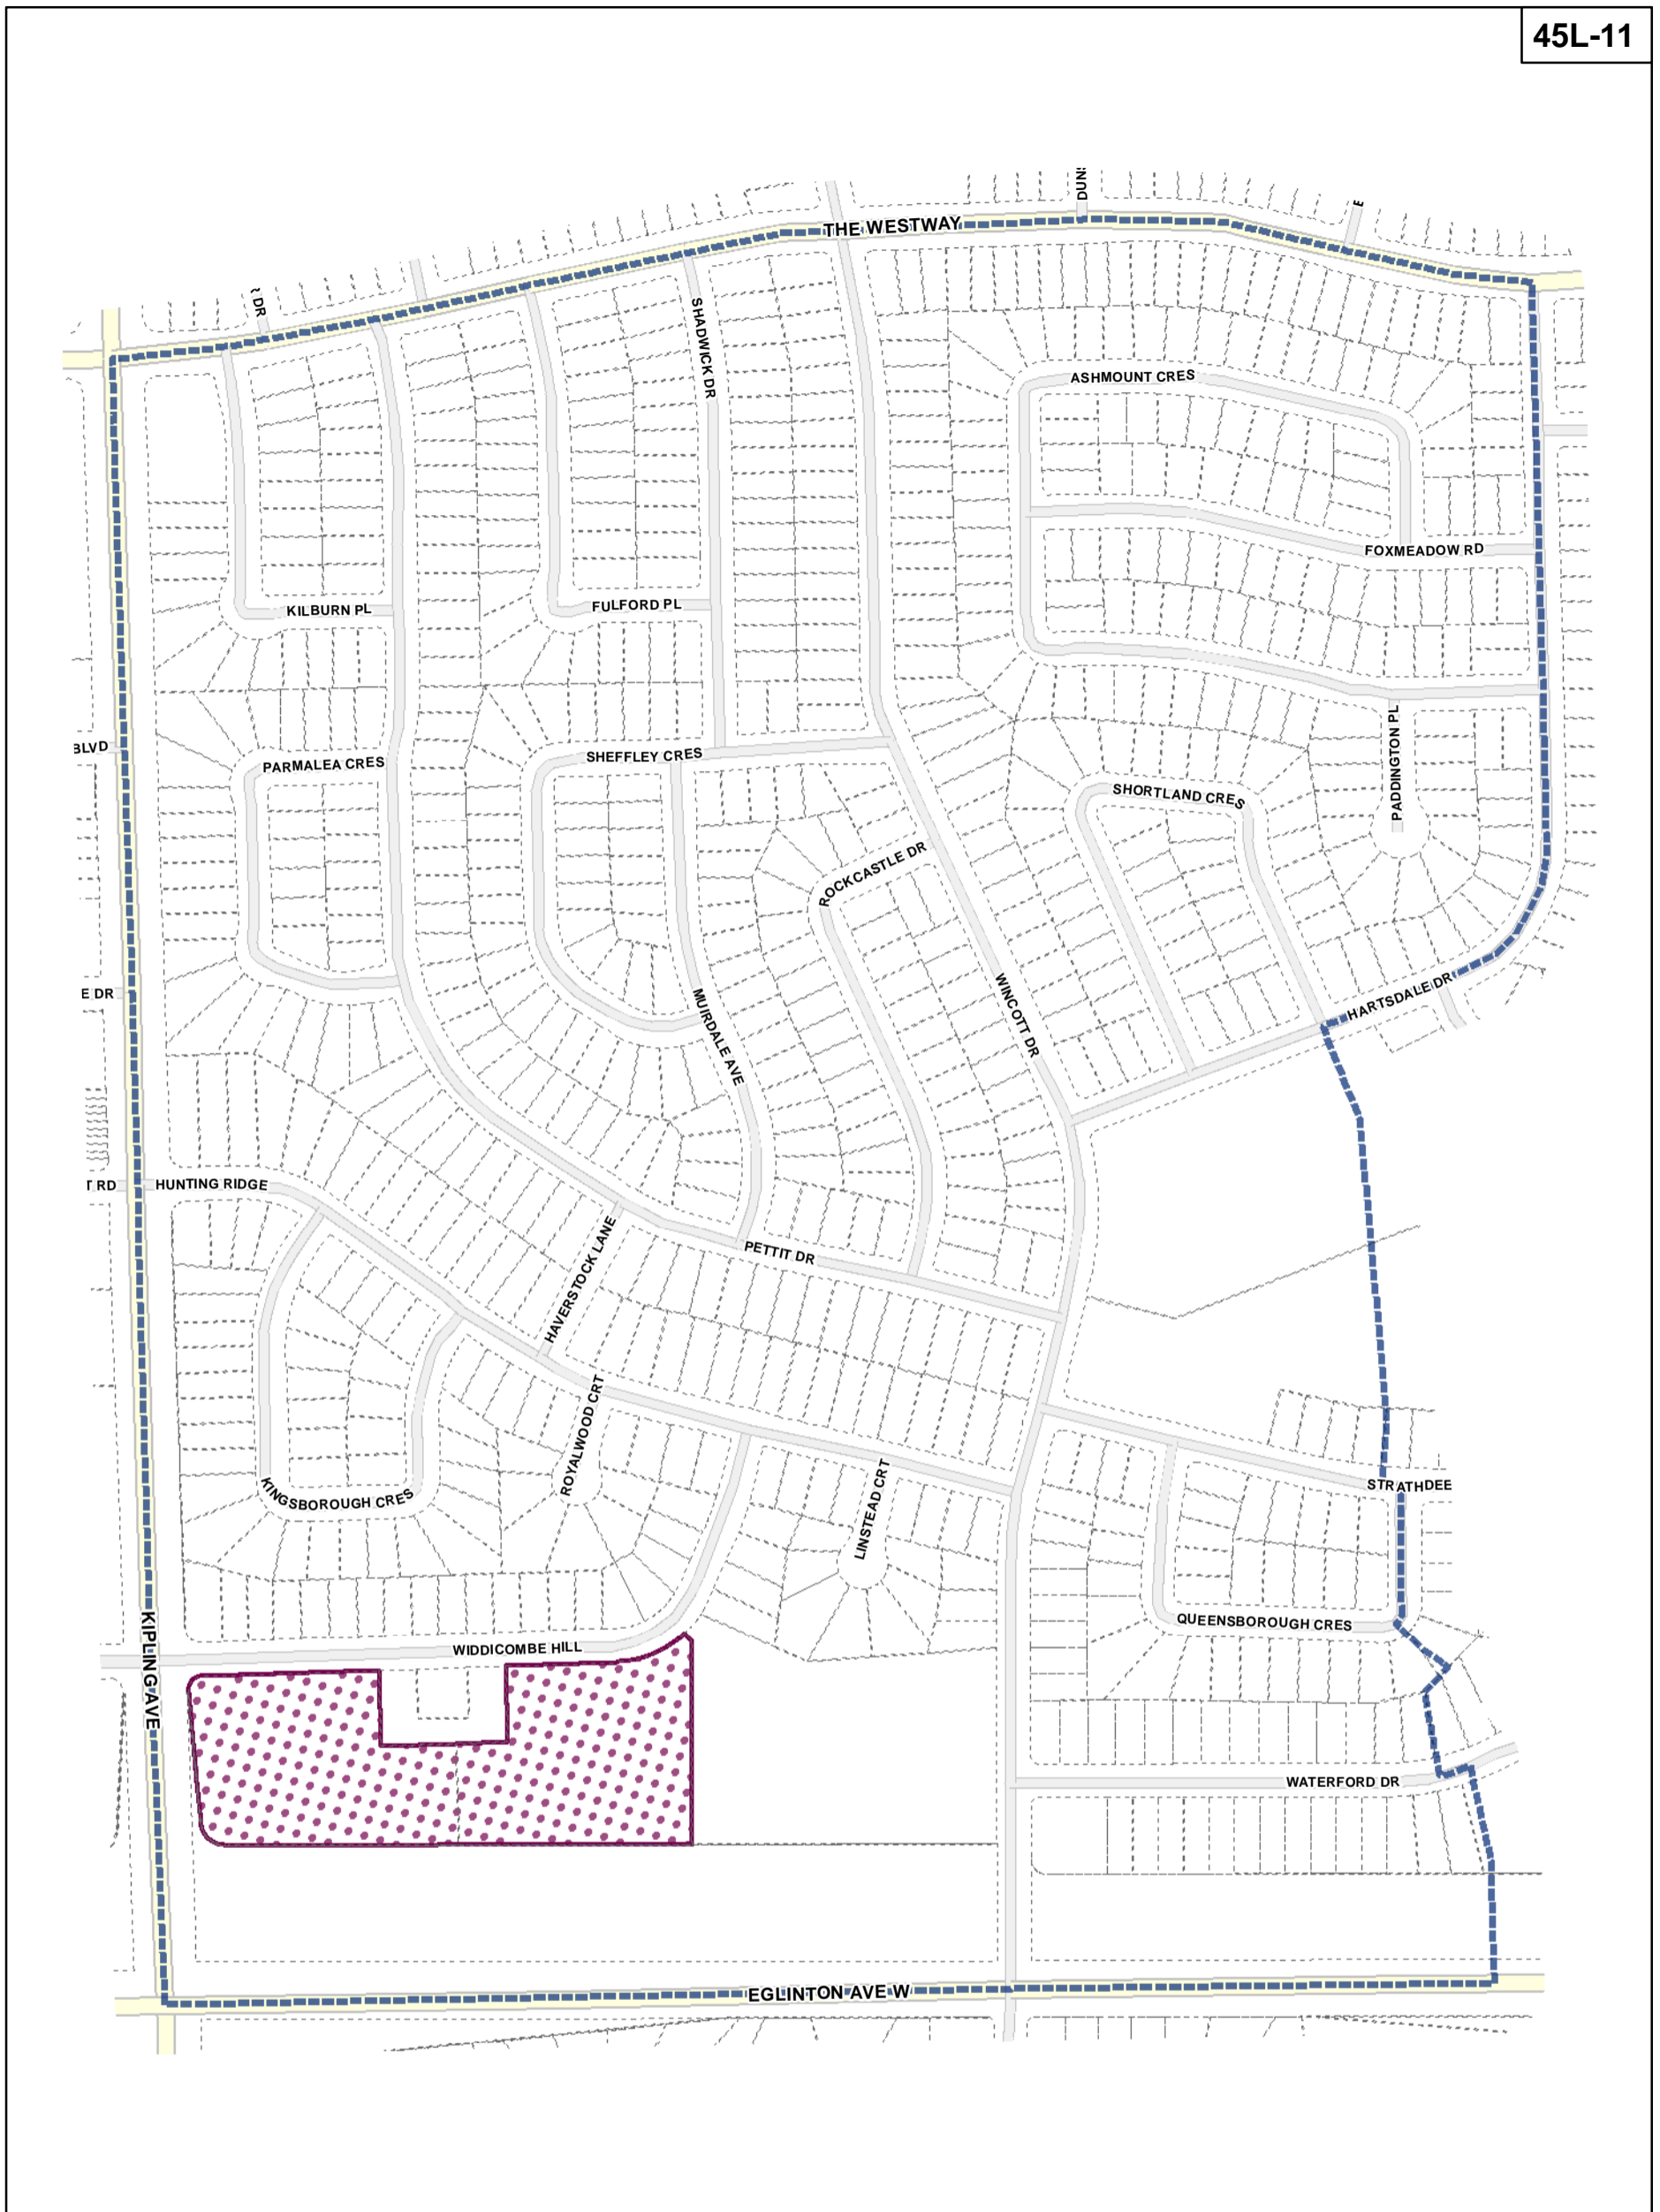 45L-11
DUN
THE WESTWAY
DR
E
SHADWICK DR
ASHMOUNT CRES
FOXMEADOW RD
KILBURN PL
FULFORD PL
PADDINGTON PL
BLVD
PARMALEA CRES
SHEFFLEY CRES
SHORTLAND CRES
ROCKCASTLE DR
E DR
WINCOTT DR
HARTSDALE DR
MUIRDALE AVE
T RD
HUNTING RIDGE
HAVERSTOCK LANE
PETTIT DR
ROYALWOOD CRT
KINGSBOROUGH CRES
LINSTEAD CRT
STRATHDEE
QUEENSBOROUGH CRES
KIPLING AVE
WIDDICOMBE HILL
WATERFORD DR
EGLINTON AVE W